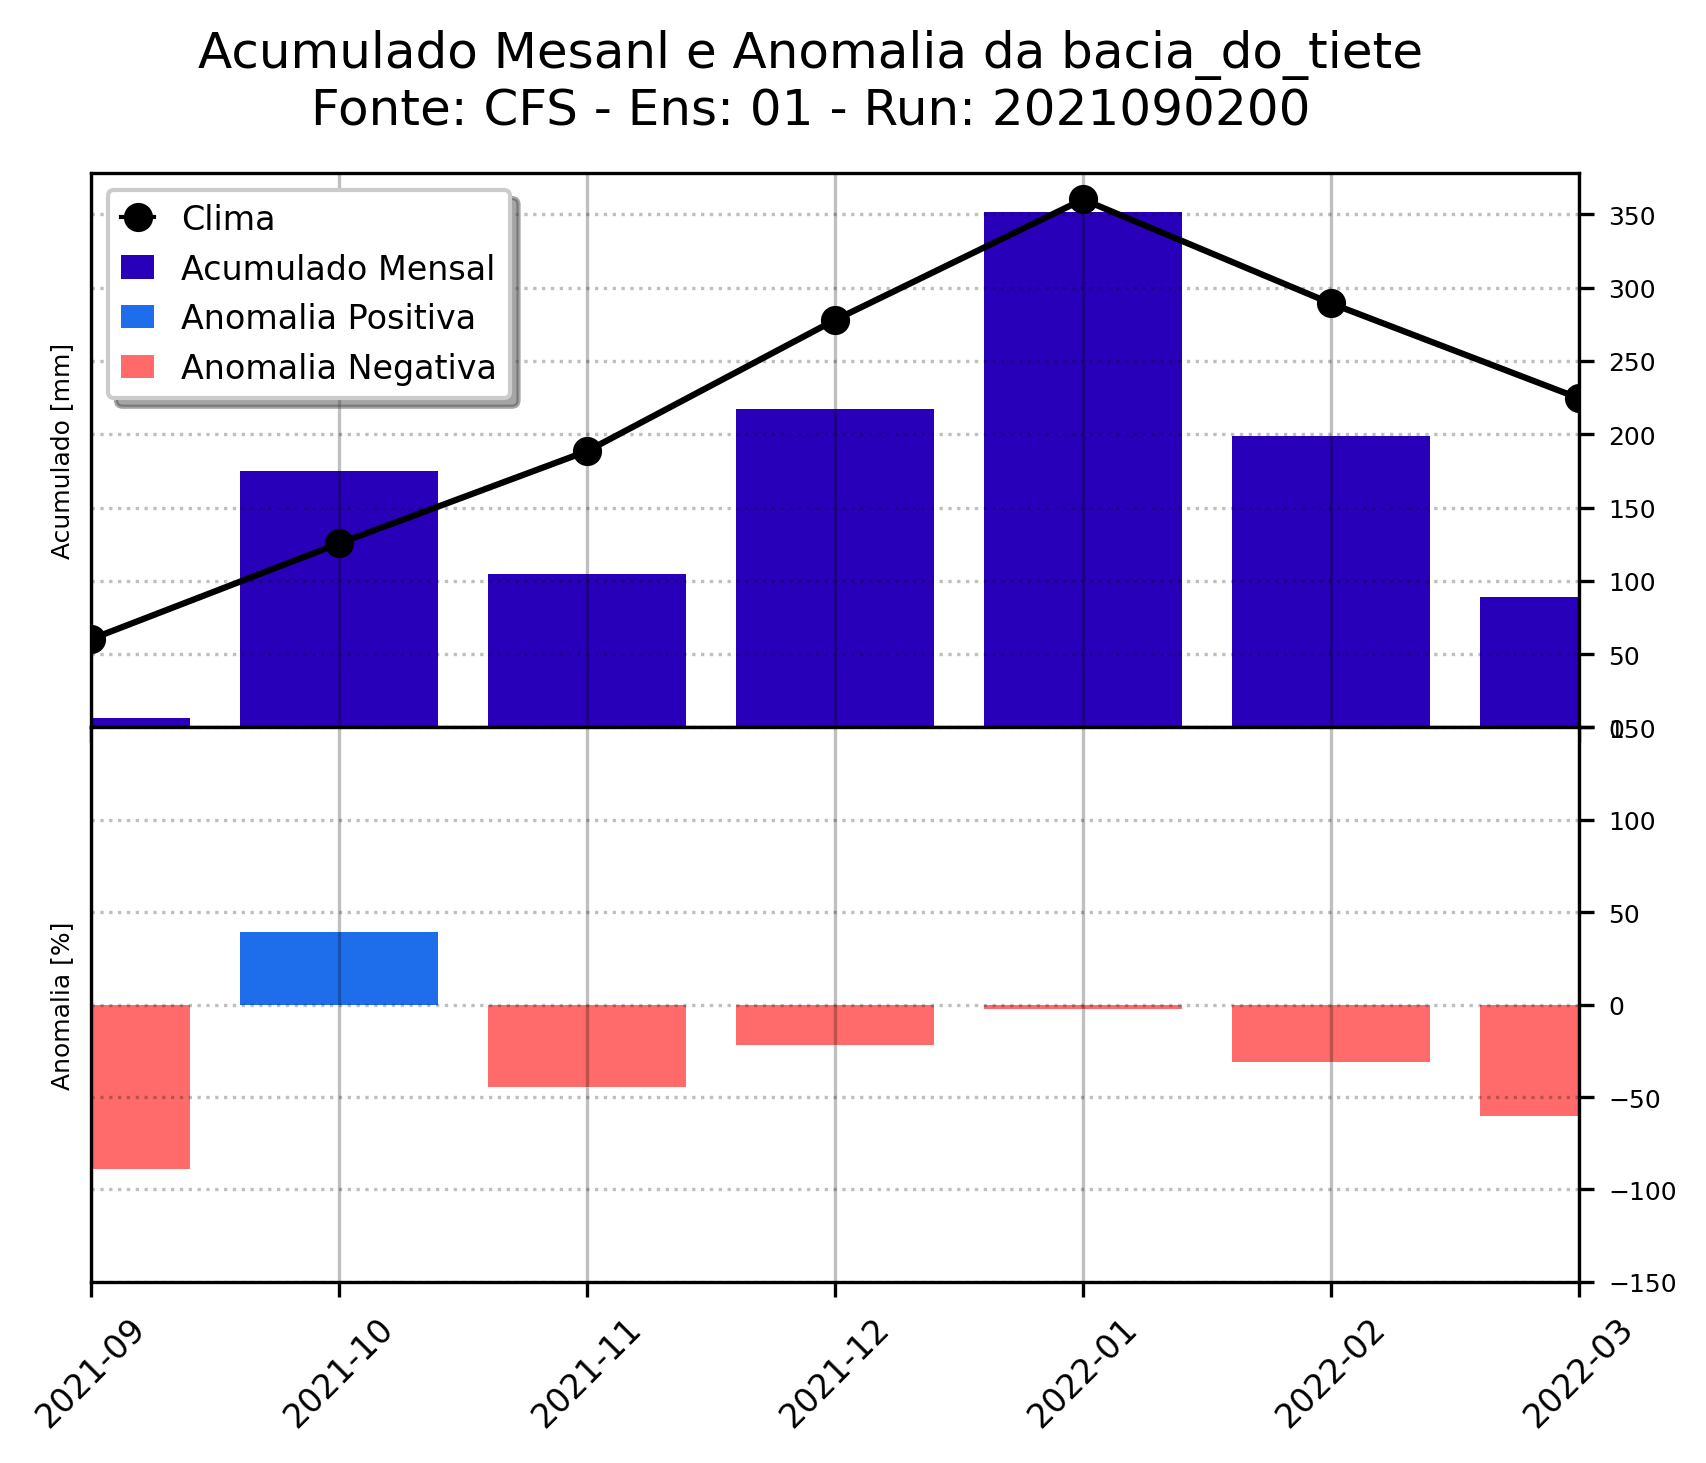 Acumulado Mesanl e Anomalia da bacia_do_tiete
Fonte: CFS - Ens: 01 - Run: 2021090200
Clima
Acumulado Mensal
Anomalia Positiva
Anomalia Negativa
Acumulado [mm]
350
300
250
200
150
100
50
0
Anomalia [%]
150
100
50
0
−50
−100
−150
2021-09
2021-10
2021-11
2021-12
2022-01
2022-02
2022-03